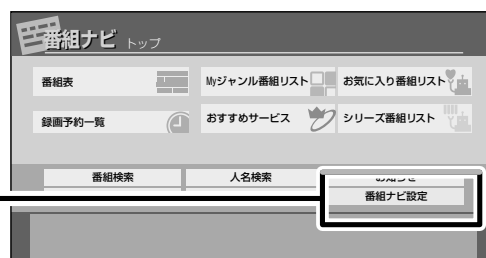 番組ナビ トップ
番組表
Myジャンル番組リスト
お気に入り番組リスト
録画予約一覧
おすすめサービス
シリーズ番組リスト
番組検索
人名検索
番組ナビ設定